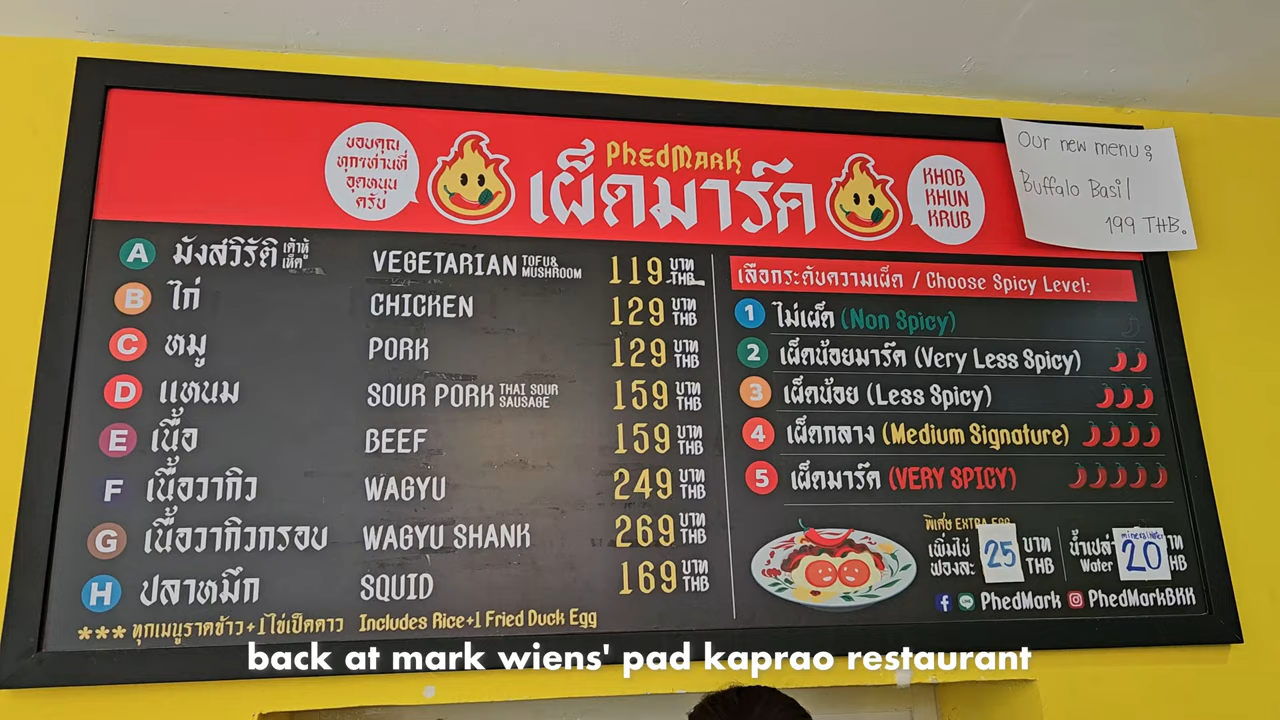 ขอบคุณ
ทุกๆท่านที่
อุดหนุน
ครับ
PhedMark
เผ็ดมาร์ค
KHOB
KHUN
KRUB
Our new menu :
Buffalo Basil
199 THB.
A มังสวิรัติ เต้าหู้ เห็ด VEGETARIAN TOFU& MUSHROOM 119 บาท THB
B ไก่ CHICKEN 129 บาท THB
C หมู PORK 129 บาท THB
D แหนม SOUR PORK THAI SOUR SAUSAGE 159 บาท THB
E เนื้อ BEEF 159 บาท THB
F เนื้อวากิว WAGYU 249 บาท THB
G เนื้อวากิวกรอบ WAGYU SHANK 269 บาท THB
H ปลาหมึก SQUID 169 บาท THB
*** ทุกเมนูราดข้าว+1ไข่เป็ดดาว Includes Rice+1 Fried Duck Egg
เลือกระดับความเผ็ด / Choose Spicy Level:
1 ไม่เผ็ด (Non Spicy)
2 เผ็ดน้อยมาร์ค (Very Less Spicy)
3 เผ็ดน้อย (Less Spicy)
4 เผ็ดกลาง (Medium Signature)
5 เผ็ดมาร์ค (VERY SPICY)
พิเศษ EXTRA EGG
เพิ่มไข่ ฟองละ 25 บาท THB
น้ำเปล่า Water mineral water 20
PhedMark PhedMarkBKK
back at mark wiens' pad kaprao restaurant